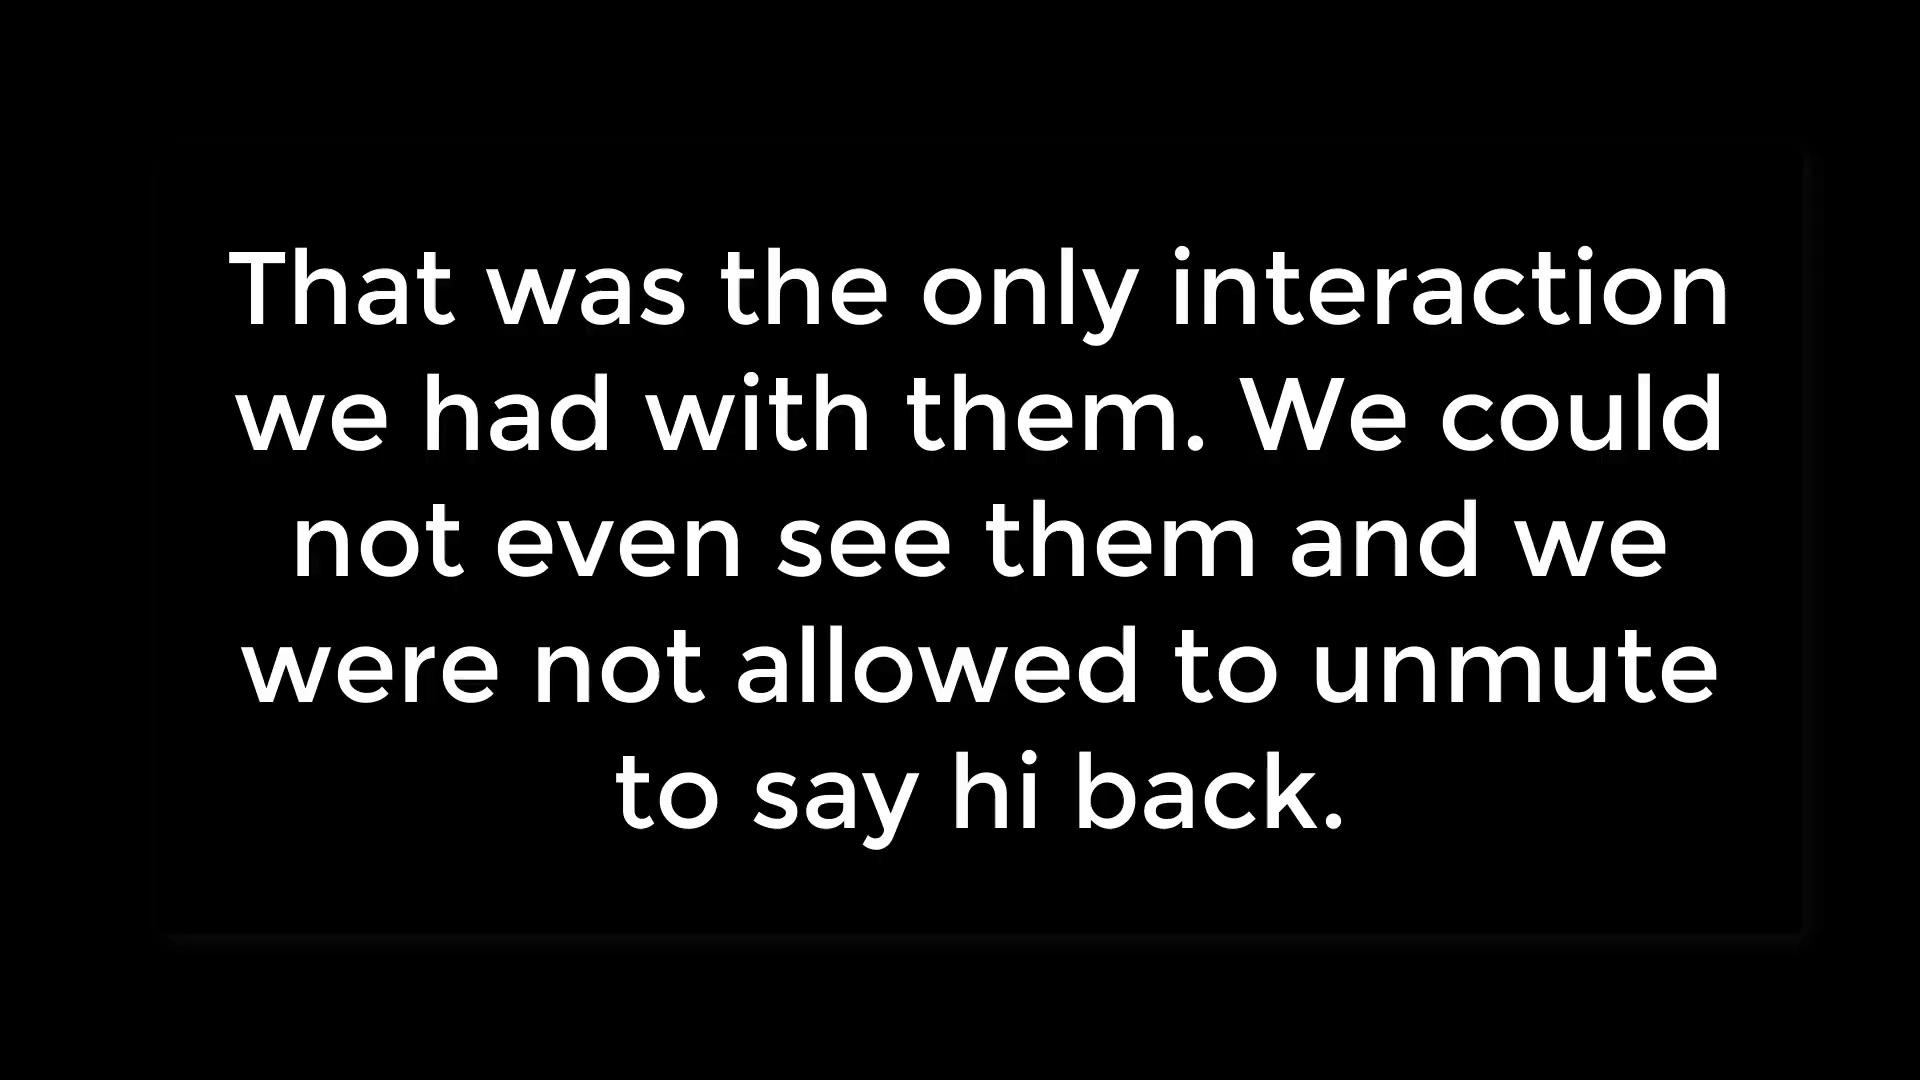 That was the only interaction
we had with them. We could
not even see them and we
were not allowed to unmute
to say hi back.